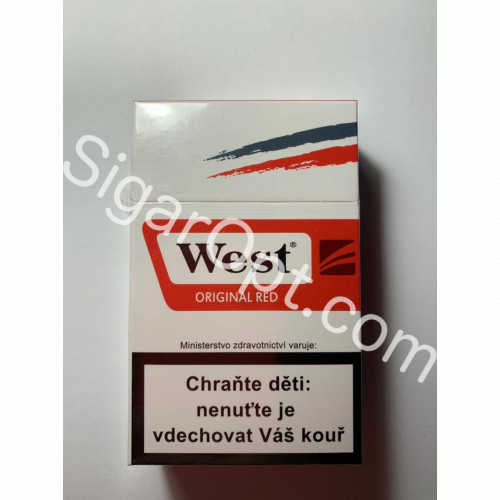 West®
ORIGINAL RED
Ministerstvo zdravotnictví varuje:
Chraňte děti:
nenuťte je
vdechovat Váš kouř
SigarOpt.com